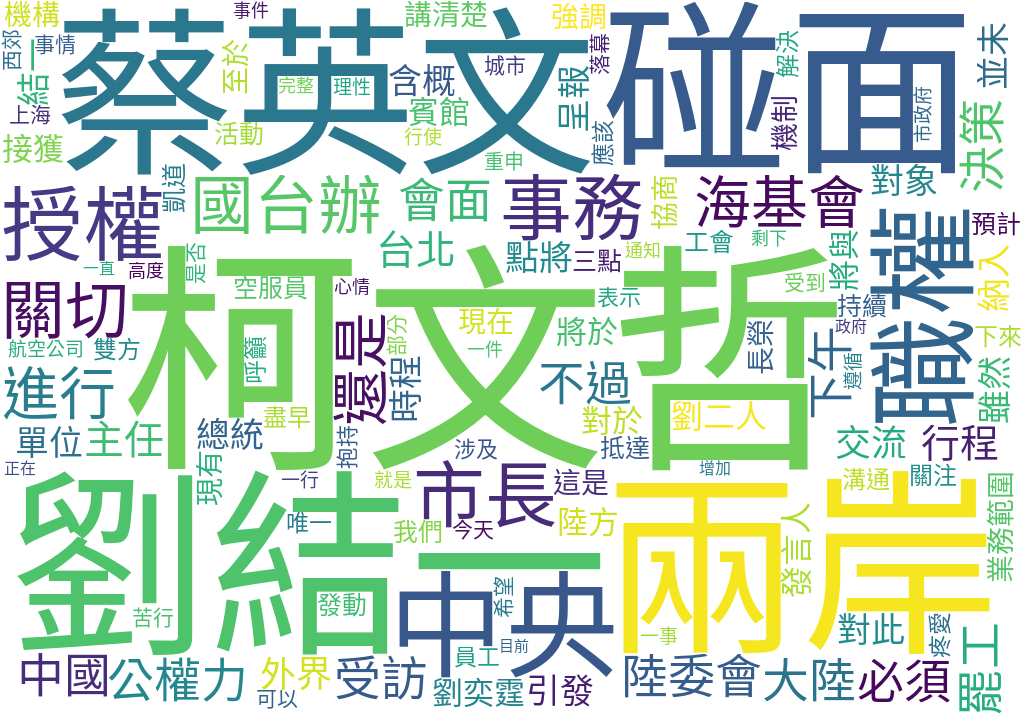 蔡英文
碰面
柯文哲
劉結一
兩岸
中央
職權
授權
事務
市長
海基會
國台辦
還是
關切
機構
事件
講清楚
強調
西郊
事情
結一
至於
完整
理性
含概
城市
落幕
解決
並未
上海
接獲
活動
賓館
行使
呈報
應該
機制
市政府
決策
重申
凱道
會面
協商
對象
預計
台北
點將
三點
通知
工會
剩下
將與
納入
是否
一直
高度
空服員
心情
表示
受到
持續
政府
下來
航空公司
雙方
呼籲
部分
現在
一件
將於
長榮
下午
遵循
雖然
進行
時程
不過
盡早
對於
劉二人
單位
主任
總統
抱持
涉及
抵達
交流
行程
正在
現有
一行
就是
這是
增加
溝通
關注
唯一
我們
今天
陸方
發言人
業務範圍
苦行
發動
希望
一事
對此
疼愛
罷工
員工
目前
中國
公權力
外界
可以
受訪
劉奕霆
引發
陸委會
大陸
必須